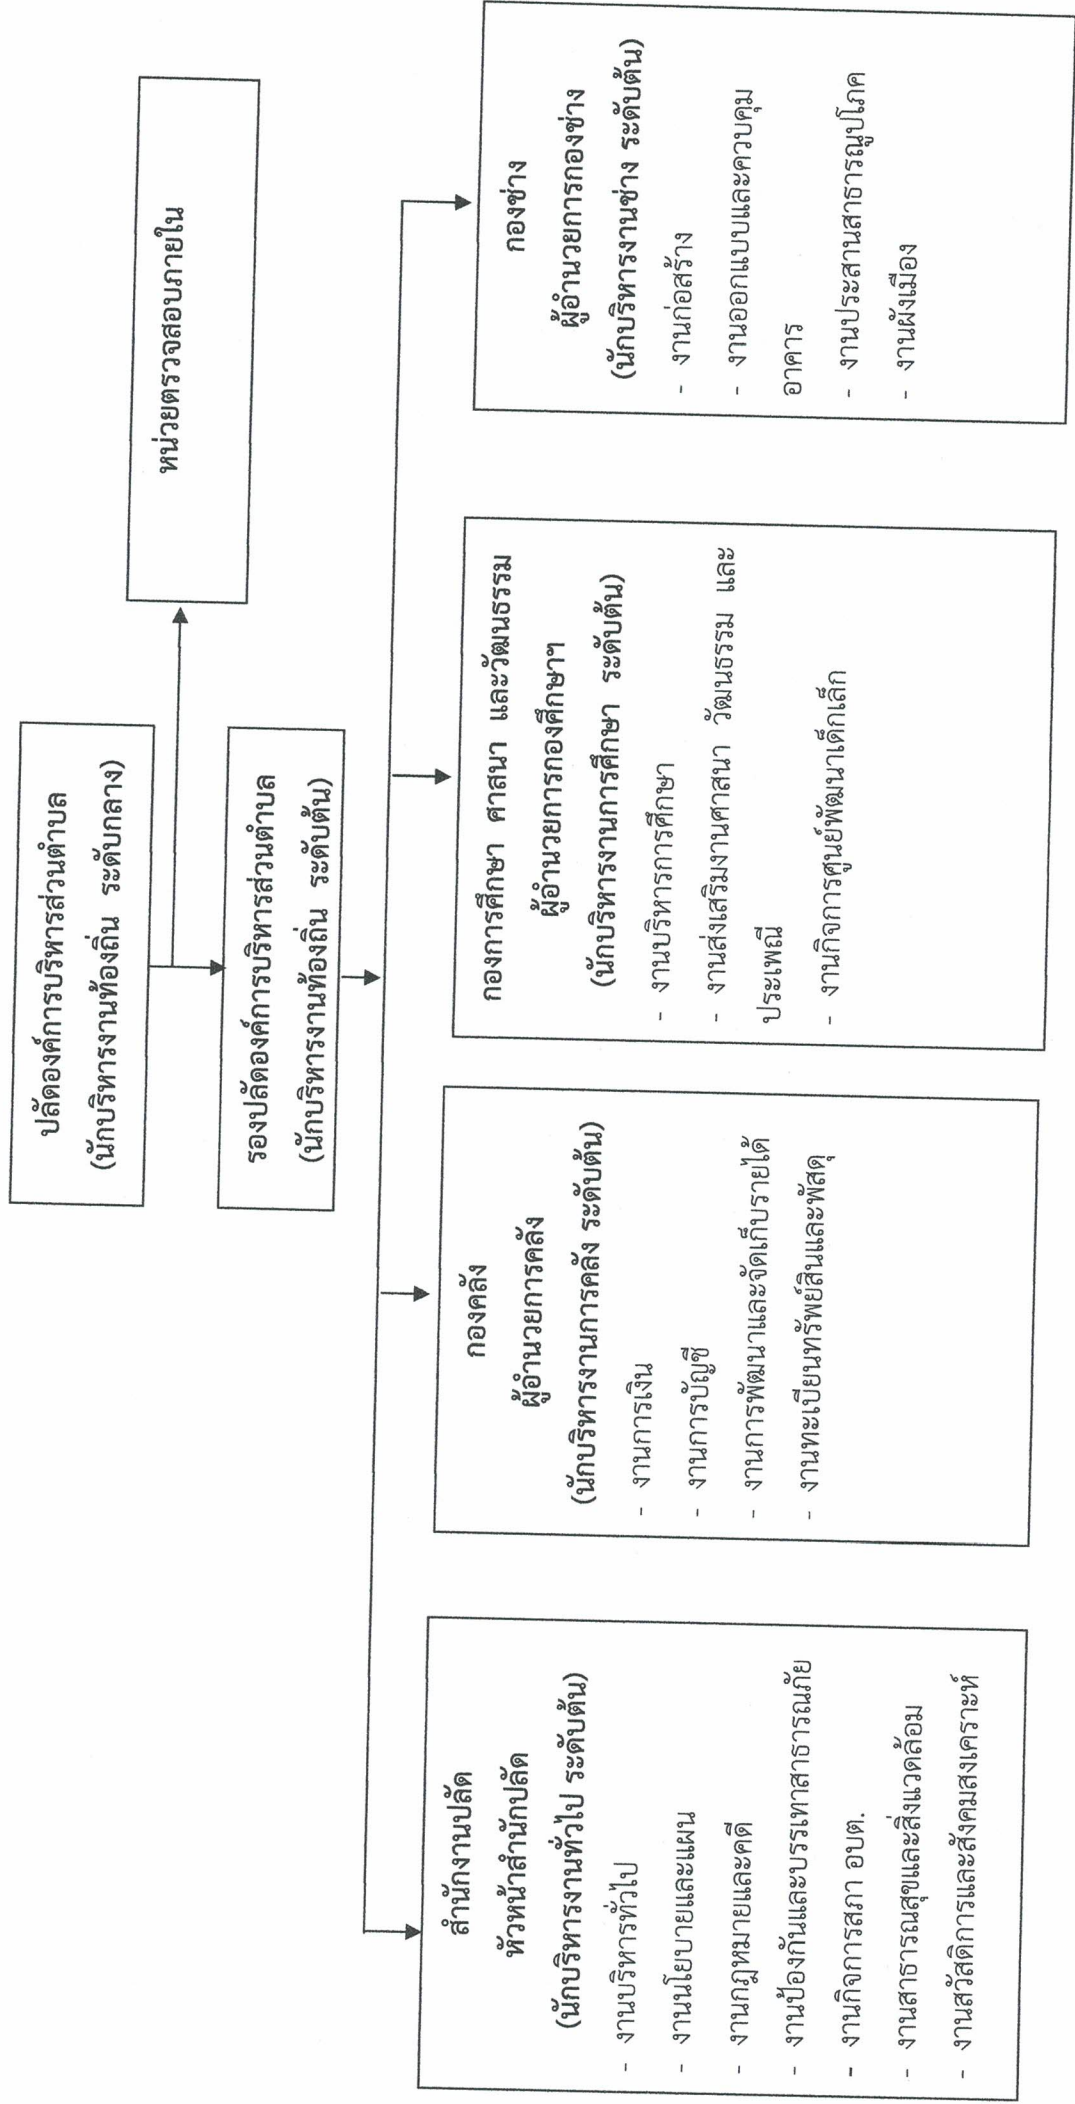 ปลัดองค์การบริหารส่วนตำบล
(นักบริหารงานท้องถิ่น ระดับกลาง)
หน่วยตรวจสอบภายใน
รองปลัดองค์การบริหารส่วนตำบล
(นักบริหารงานท้องถิ่น ระดับต้น)
สำนักงานปลัด
หัวหน้าสำนักปลัด
(นักบริหารงานทั่วไป ระดับต้น)
- งานบริหารทั่วไป
- งานนโยบายและแผน
- งานกฎหมายและคดี
- งานป้องกันและบรรเทาสาธารณภัย
- งานกิจการสภา อบต.
- งานสาธารณสุขและสิ่งแวดล้อม
- งานสวัสดิการและสังคมสงเคราะห์
กองคลัง
ผู้อำนวยการคลัง
(นักบริหารงานการคลัง ระดับต้น)
- งานการเงิน
- งานการบัญชี
- งานการพัฒนาและจัดเก็บรายได้
- งานทะเบียนทรัพย์สินและพัสดุ
กองการศึกษา ศาสนา และวัฒนธรรม
ผู้อำนวยการกองศึกษาฯ
(นักบริหารงานการศึกษา ระดับต้น)
- งานบริหารการศึกษา
- งานส่งเสริมงานศาสนา วัฒนธรรม และ
ประเพณี
- งานกิจการศูนย์พัฒนาเด็กเล็ก
กองช่าง
ผู้อำนวยการกองช่าง
(นักบริหารงานช่าง ระดับต้น)
- งานก่อสร้าง
- งานออกแบบและควบคุม
อาคาร
- งานประสานสาธารณูปโภค
- งานผังเมือง